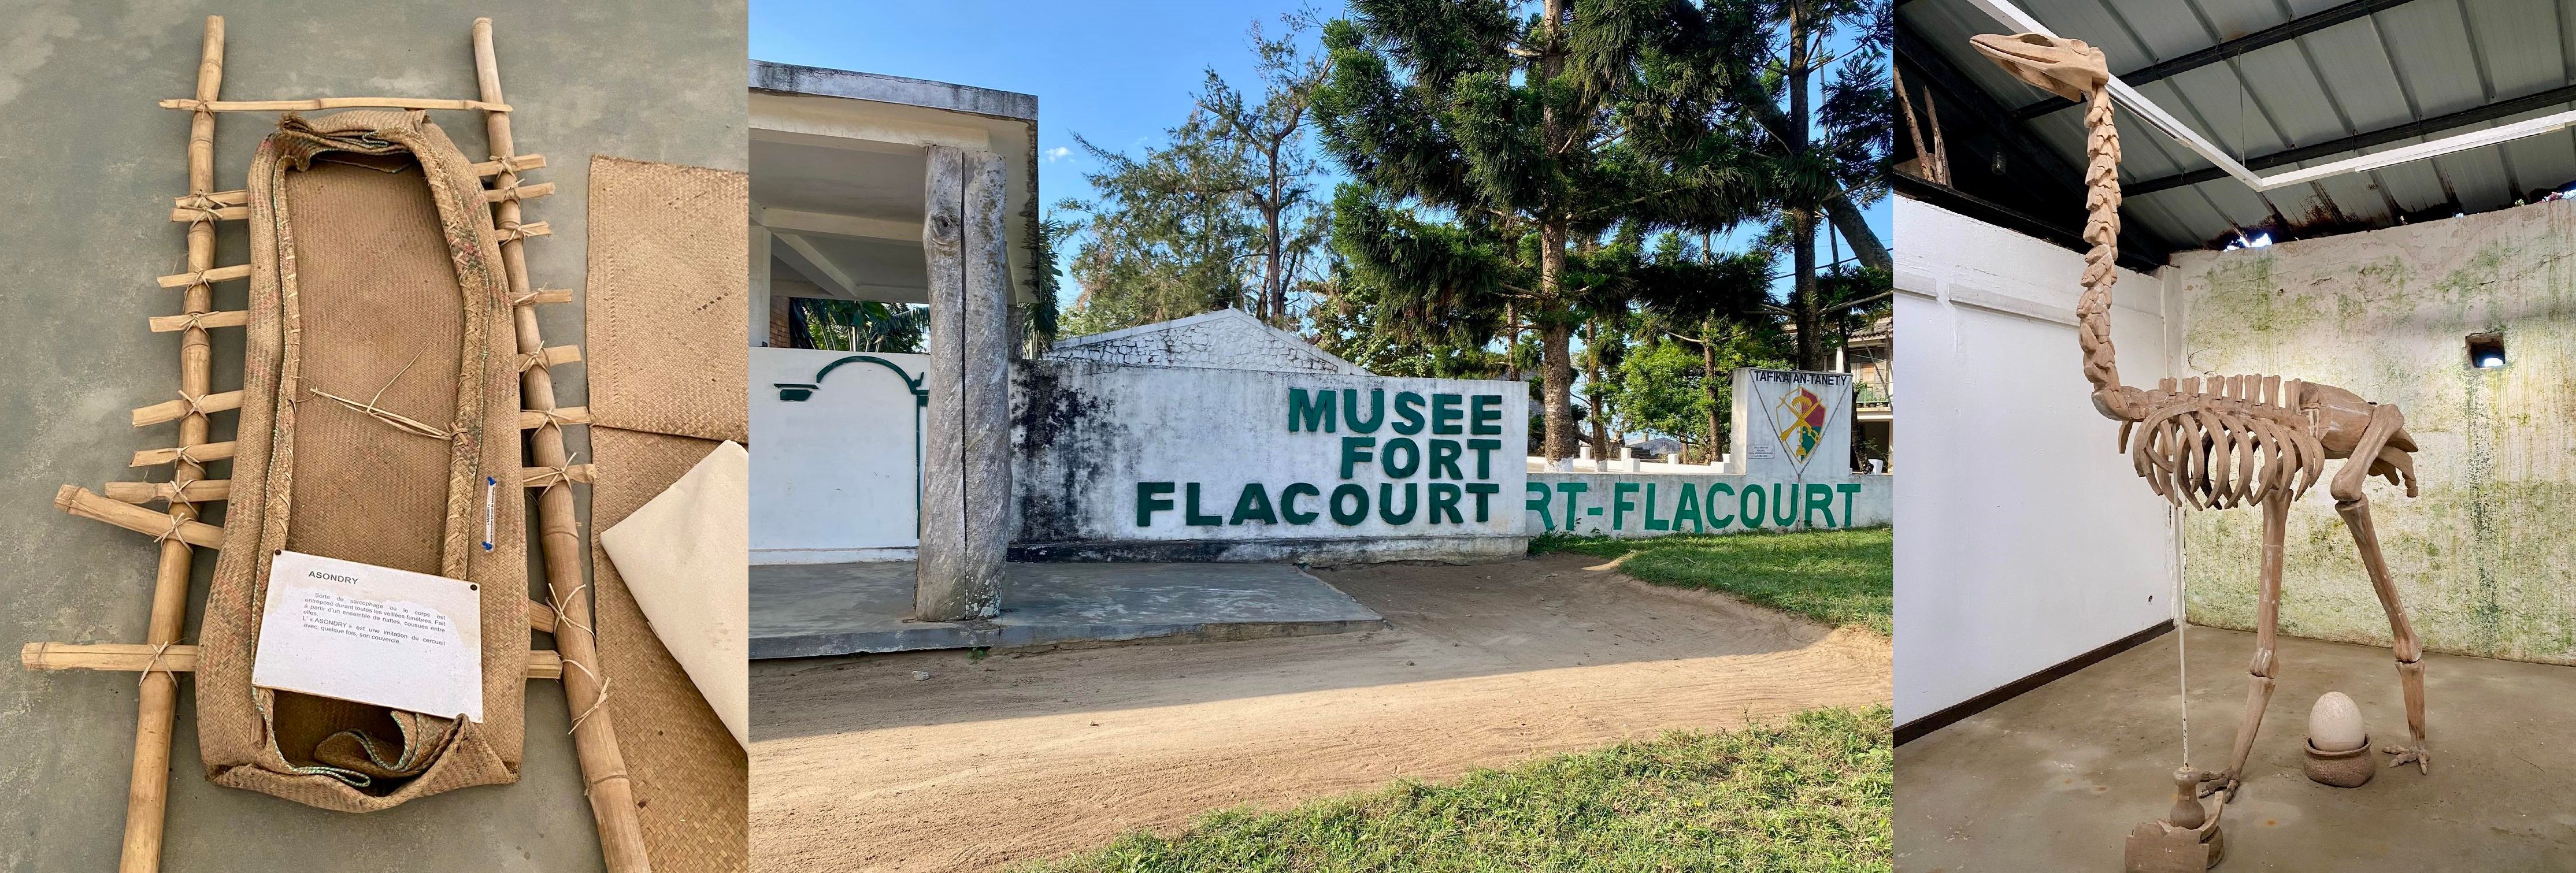 ASONDRY
Sorte de sarcophage où le corps est
entreposé durant toutes les veillées funèbres. Fait
à partir d'un ensemble de nattes, cousues entre
elles.
L' « ASONDRY » est une imitation du cercueil
avec, quelque fois, son couvercle
MUSEE
FORT
FLACOURT
TAFIKA AN-TANETY
RT-FLACOURT